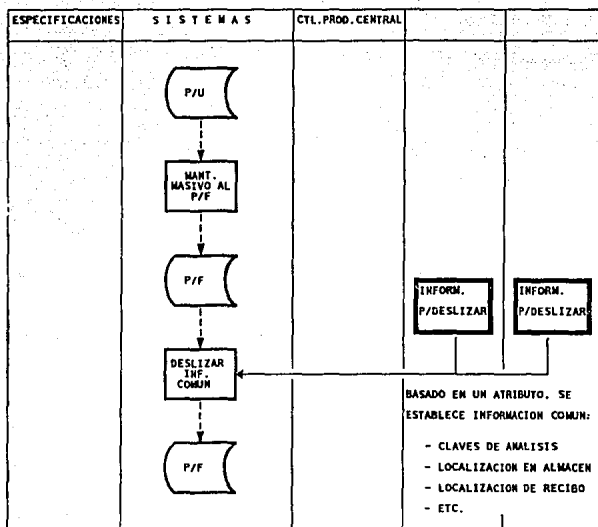 ESPECIFICACIONES
S I S T E M A S
CTL.PROD.CENTRAL
P/U
MANT.
MASIVO AL
P/F
P/F
INFORM.
P/DESLIZAR
INFORM.
P/DESLIZAR
DESLIZAR
INF.
COMUN
BASADO EN UN ATRIBUTO, SE
ESTABLECE INFORMACION COMUN:
- CLAVES DE ANALISIS
- LOCALIZACION EN ALMACEN
- LOCALIZACION DE RECIBO
- ETC.
P/F